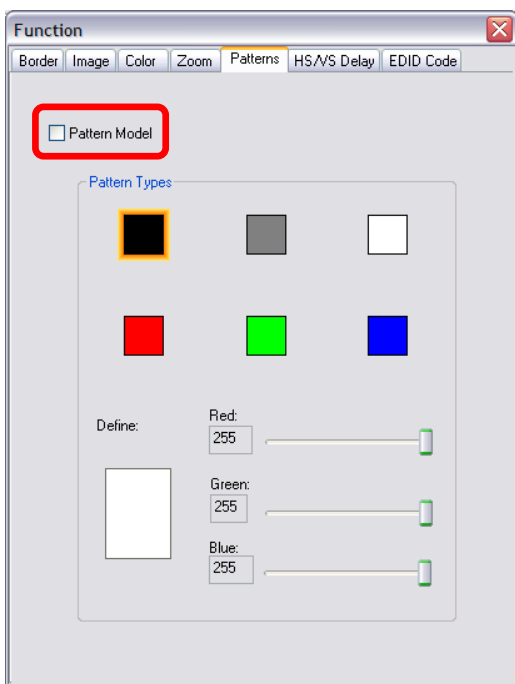 Function
Border Image Color Zoom Patterns HS/VS Delay EDID Code
Pattern Model
Pattern Types
Define:
Red:
255
Green:
255
Blue:
255